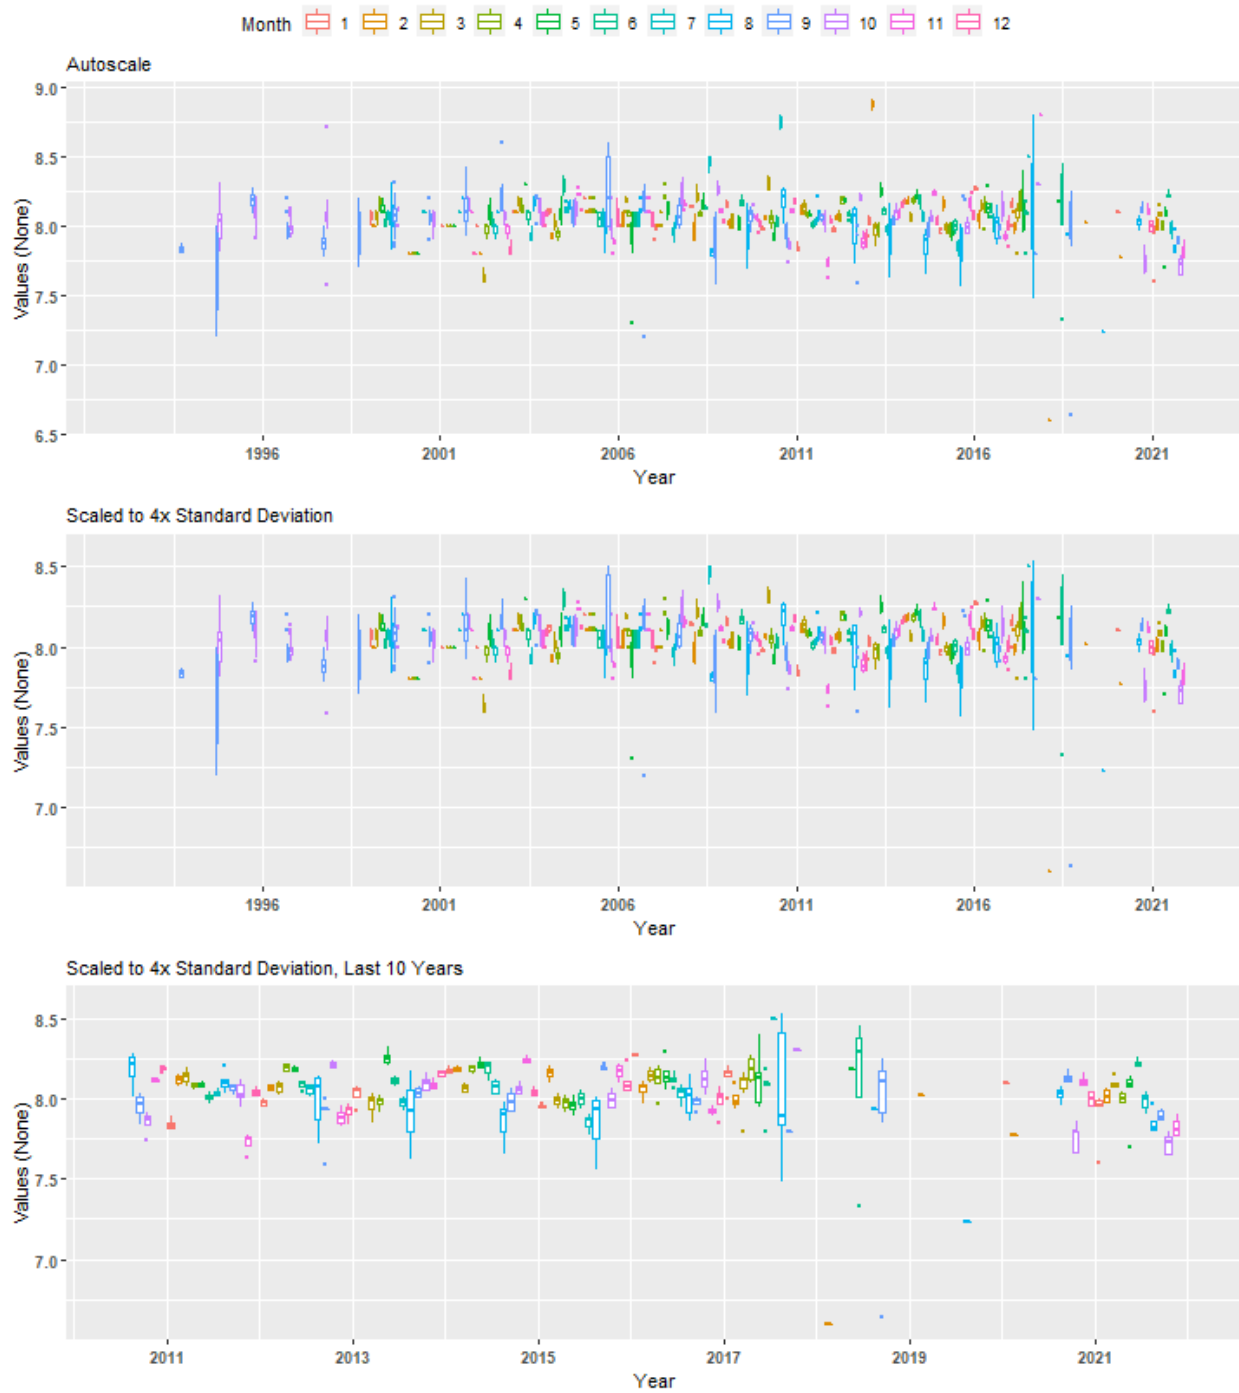 Month 1 2 3 4 5 6 7 8 9 10 11 12
Autoscale
9.0
8.5
8.0
7.5
7.0
6.5
Values (None)
1996 2001 2006 2011 2016 2021
Year
Scaled to 4x Standard Deviation
8.5
8.0
7.5
7.0
Values (None)
1996 2001 2006 2011 2016 2021
Year
Scaled to 4x Standard Deviation, Last 10 Years
8.5
8.0
7.5
7.0
Values (None)
2011 2013 2015 2017 2019 2021
Year